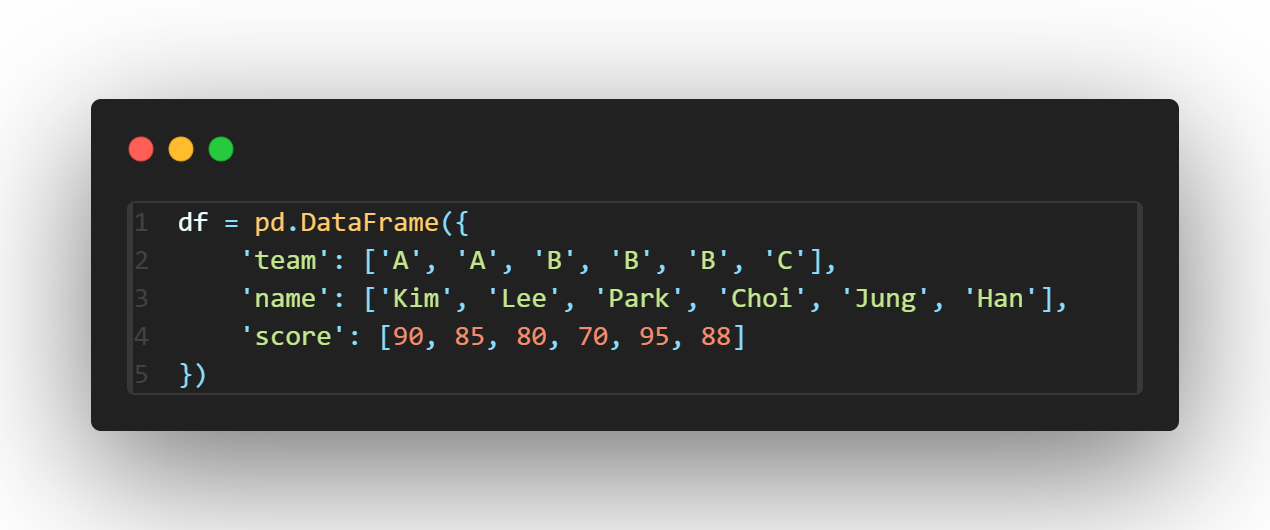 1 df = pd.DataFrame({
2     'team': ['A', 'A', 'B', 'B', 'B', 'C'],
3     'name': ['Kim', 'Lee', 'Park', 'Choi', 'Jung', 'Han'],
4     'score': [90, 85, 80, 70, 95, 88]
5 })